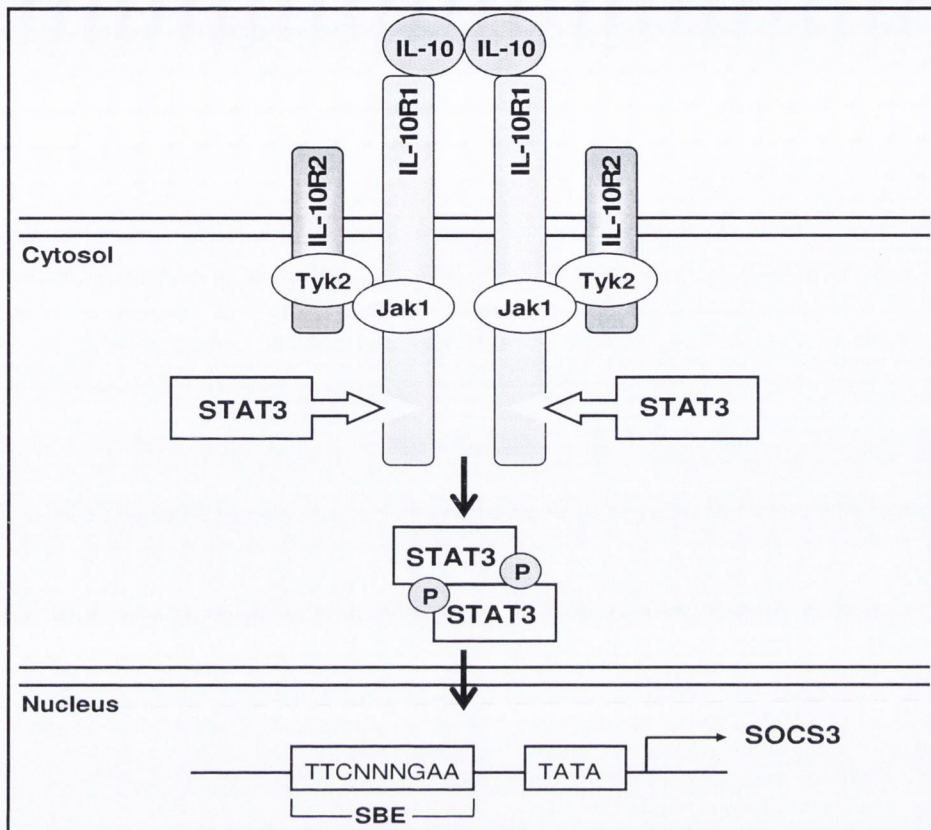 IL-10 IL-10
IL-10R1 IL-10R1
IL-10R2 IL-10R2
Cytosol
Tyk2 Jak1 Jak1 Tyk2
STAT3 STAT3
STAT3
P
P
STAT3
Nucleus
SOCS3
TTCNNNGAA TATA
SBE